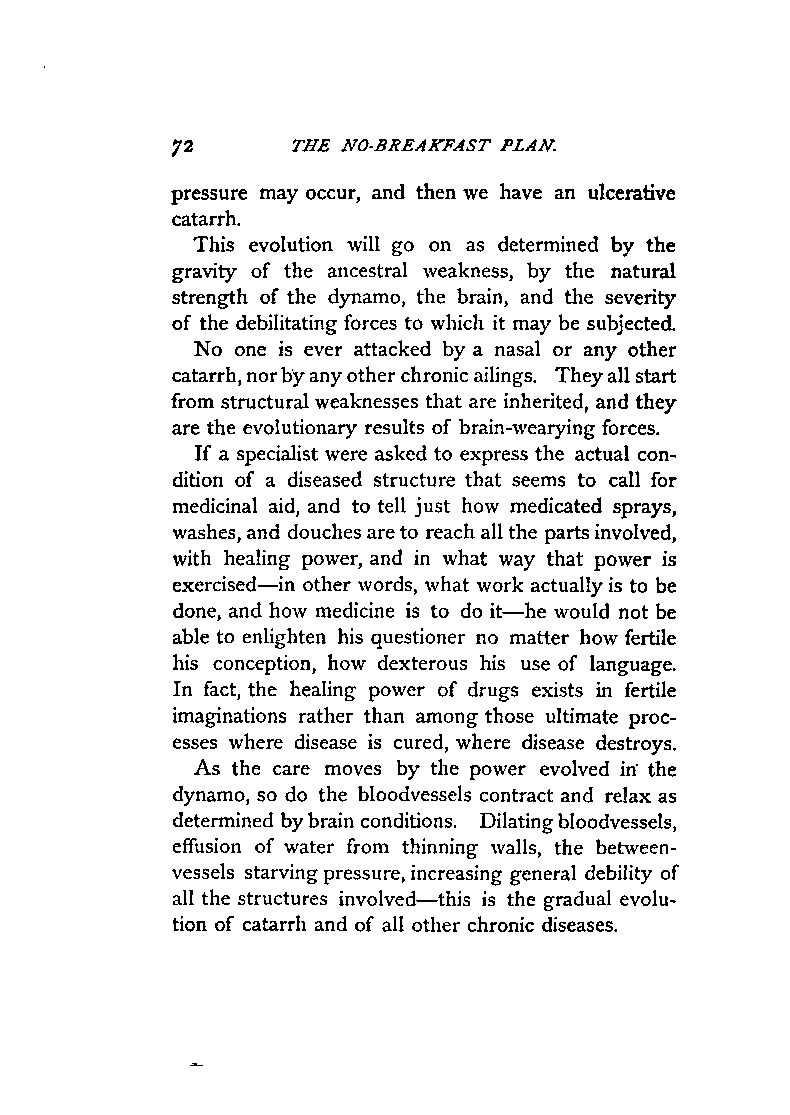 72 THE NO-BREAKFAST PLAN.
pressure may occur, and then we have an ulcerative
catarrh.
This evolution will go on as determined by the
gravity of the ancestral weakness, by the natural
strength of the dynamo, the brain, and the severity
of the debilitating forces to which it may be subjected.
No one is ever attacked by a nasal or any other
catarrh, nor by any other chronic ailings. They all start
from structural weaknesses that are inherited, and they
are the evolutionary results of brain-wearying forces.
If a specialist were asked to express the actual con-
dition of a diseased structure that seems to call for
medicinal aid, and to tell just how medicated sprays,
washes, and douches are to reach all the parts involved,
with healing power, and in what way that power is
exercised—in other words, what work actually is to be
done, and how medicine is to do it—he would not be
able to enlighten his questioner no matter how fertile
his conception, how dexterous his use of language.
In fact, the healing power of drugs exists in fertile
imaginations rather than among those ultimate proc-
esses where disease is cured, where disease destroys.
As the care moves by the power evolved in the
dynamo, so do the bloodvessels contract and relax as
determined by brain conditions. Dilating bloodvessels,
effusion of water from thinning walls, the between-
vessels starving pressure, increasing general debility of
all the structures involved—this is the gradual evolu-
tion of catarrh and of all other chronic diseases.